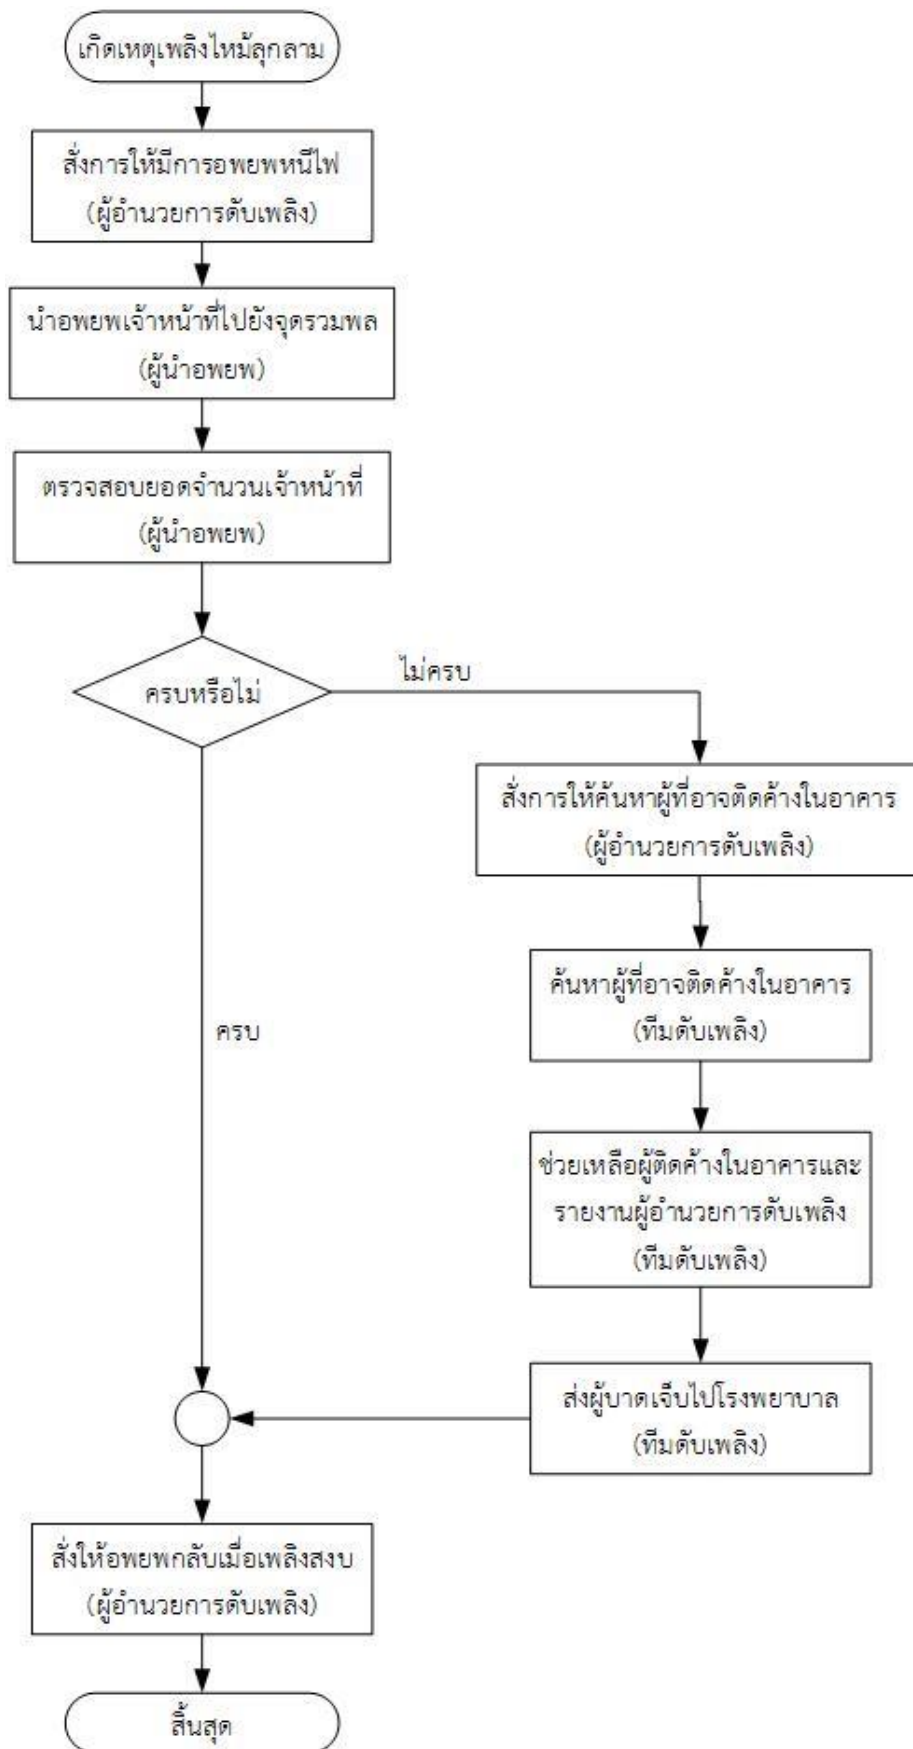 เกิดเหตุเพลิงไหม้ลุกลาม
สั่งการให้มีการอพยพหนีไฟ
(ผู้อำนวยการดับเพลิง)
นำอพยพเจ้าหน้าที่ไปยังจุดรวมพล
(ผู้นำอพยพ)
ตรวจสอบยอดจำนวนเจ้าหน้าที่
(ผู้นำอพยพ)
ครบหรือไม่
ไม่ครบ
สั่งการให้ค้นหาผู้ที่อาจติดค้างในอาคาร
(ผู้อำนวยการดับเพลิง)
ค้นหาผู้ที่อาจติดค้างในอาคาร
(ทีมดับเพลิง)
ครบ
ช่วยเหลือผู้ติดค้างในอาคารและ
รายงานผู้อำนวยการดับเพลิง
(ทีมดับเพลิง)
ส่งผู้บาดเจ็บไปโรงพยาบาล
(ทีมดับเพลิง)
สั่งให้อพยพกลับเมื่อเพลิงสงบ
(ผู้อำนวยการดับเพลิง)
สิ้นสุด